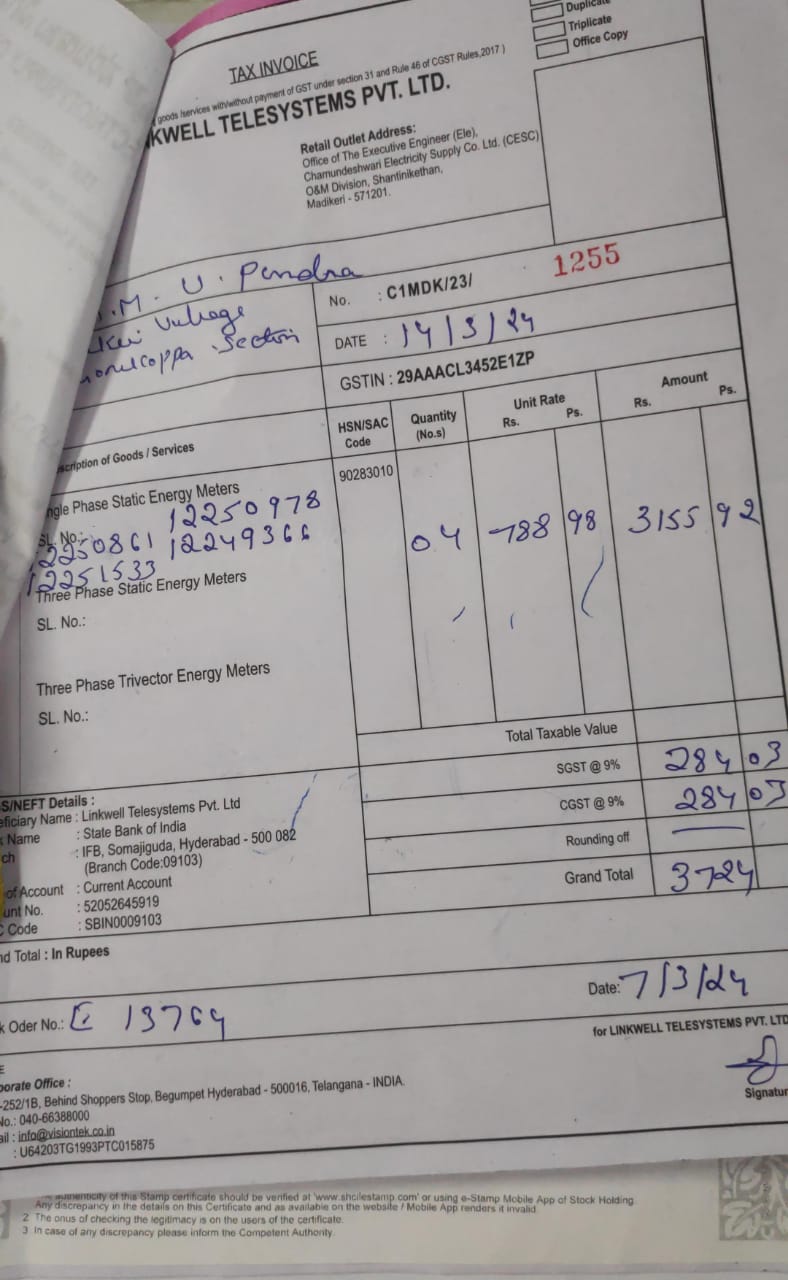 Duplicate
Triplicate
Office Copy
TAX INVOICE
goods /services with/without payment of GST under section 31 and Rule 46 of CGST Rules,2017 )
KWELL TELESYSTEMS PVT. LTD.
Retail Outlet Address:
Office of The Executive Engineer (Ele),
Chamundeshwari Electricity Supply Co. Ltd. (CESC)
O&M Division, Shantinikethan,
Madikeri - 571201.
.M. U. Pendra
No. : C1MDK/23/ 1255
Section
DATE : 14/3/24
GSTIN : 29AAACL3452E1ZP
scription of Goods / Services HSN/SAC Code Quantity (No.s) Unit Rate Rs. Ps. Amount Rs. Ps.
ngle Phase Static Energy Meters 90283010
SL. No.: 12250978
2250861 12249366 04 788 98 3155 92
12251533
Three Phase Static Energy Meters
SL. No.:
Three Phase Trivector Energy Meters
SL. No.:
Total Taxable Value
SGST @ 9% 284 03
CGST @ 9% 284 03
Rounding off —
Grand Total 3724
S/NEFT Details :
eficiary Name : Linkwell Telesystems Pvt. Ltd
k Name : State Bank of India
ch : IFB, Somajiguda, Hyderabad - 500 082
(Branch Code:09103)
of Account : Current Account
unt No. : 52052645919
C Code : SBIN0009103
nd Total : In Rupees
k Oder No.: 13764
Date: 7/3/24
for LINKWELL TELESYSTEMS PVT. LTD
Signatur
porate Office :
-252/1B, Behind Shoppers Stop, Begumpet Hyderabad - 500016, Telangana - INDIA.
No.: 040-66388000
ail : info@visiontek.co.in
: U64203TG1993PTC015875
authenticity of this Stamp certificate should be verified at 'www.shcilestamp.com' or using e-Stamp Mobile App of Stock Holding.
Any discrepancy in the details on this Certificate and as available on the website / Mobile App renders it invalid.
2 The onus of checking the legitimacy is on the users of the certificate.
3 In case of any discrepancy please inform the Competent Authority.